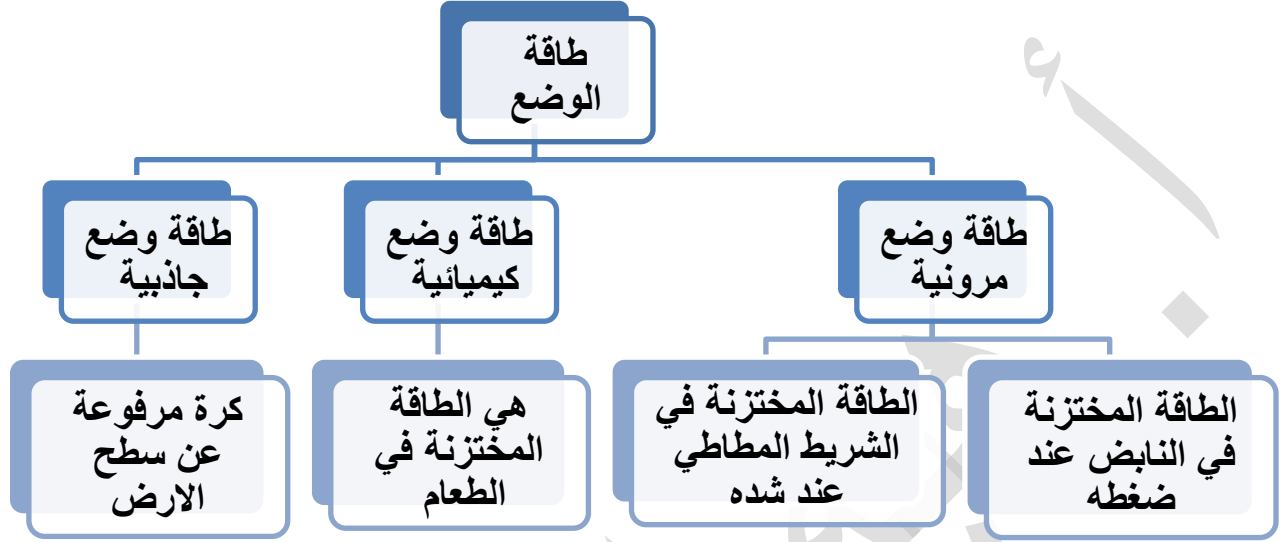 طاقة
الوضع
طاقة وضع
مرونية
طاقة وضع
كيميائية
طاقة وضع
جاذبية
الطاقة المختزنة
في النابض عند
ضغطه
الطاقة المختزنة في
الشريط المطاطي
عند شده
هي الطاقة
المختزنة في
الطعام
كرة مرفوعة
عن سطح
الارض